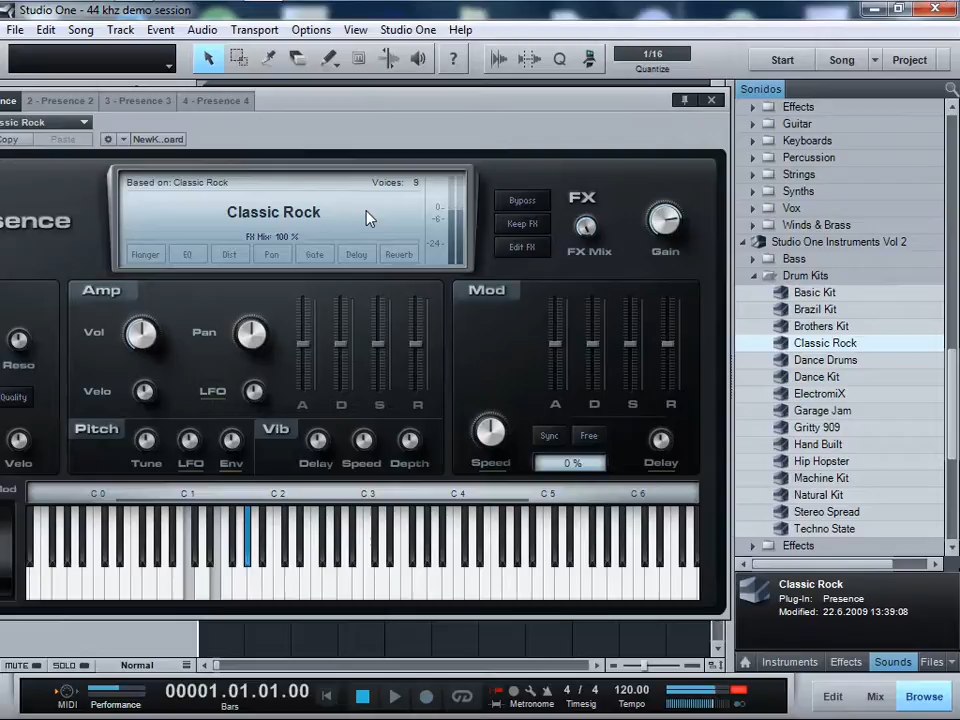 Studio One - 44 khz demo session
File Edit Song Track Event Audio Transport Options View Studio One Help
1/16
Quantize
Start Song Project
nce 2 - Presence 2 3 - Presence 3 4 - Presence 4
ssic Rock
opy Paste NewK...oard
Based on: Classic Rock Voices: 9
Classic Rock
FX Mix: 100 %
Flanger EQ Dist Pan Gate Delay Reverb
0
-6
-24
sence
Bypass
Keep FX
Edit FX
FX
FX Mix
Gain
Amp
Vol Pan
Velo LFO
A D S R
Reso
Quality
Velo
Pitch
Tune LFO Env
Vib
Delay Speed Depth
Mod
A D S R
Sync Free
Speed 0 % Delay
Mod
C 0 C 1 C 2 C 3 C 4 C 5 C 6
Sonidos
Effects
Guitar
Keyboards
Percussion
Strings
Synths
Vox
Winds & Brass
Studio One Instruments Vol 2
Bass
Drum Kits
Basic Kit
Brazil Kit
Brothers Kit
Classic Rock
Dance Drums
Dance Kit
ElectromiX
Garage Jam
Gritty 909
Hand Built
Hip Hopster
Machine Kit
Natural Kit
Stereo Spread
Techno State
Effects
Classic Rock
Plug-In: Presence
Modified: 22.6.2009 13:39:08
Instruments Effects Sounds Files
MUTE SOLO Normal
MIDI Performance
00001.01.01.00
Bars
Metronome
4 / 4
Timesig
120.00
Tempo
Edit Mix Browse